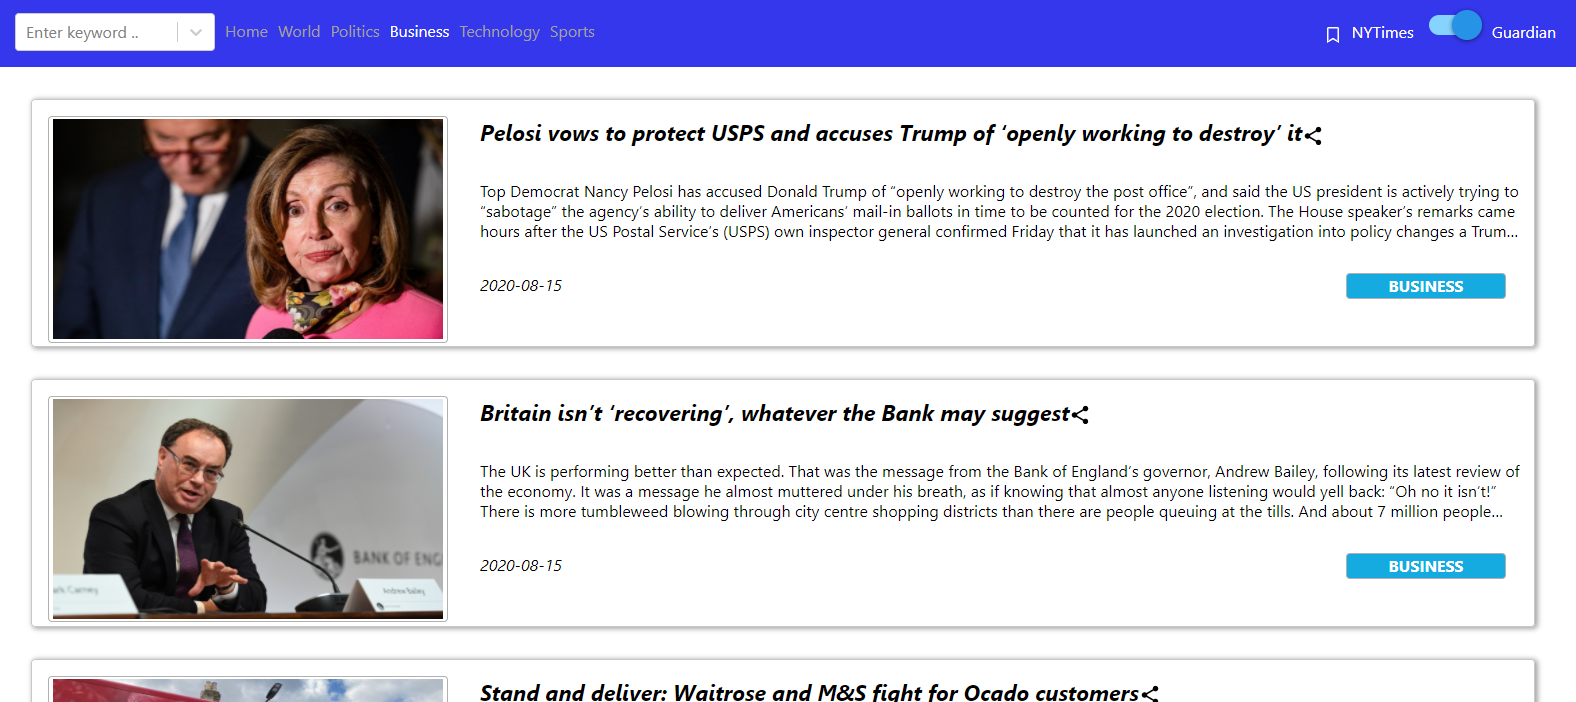 Enter keyword ..
Home World Politics Business Technology Sports
NYTimes
Guardian
Pelosi vows to protect USPS and accuses Trump of ‘openly working to destroy’ it
Top Democrat Nancy Pelosi has accused Donald Trump of “openly working to destroy the post office”, and said the US president is actively trying to
“sabotage” the agency’s ability to deliver Americans’ mail-in ballots in time to be counted for the 2020 election. The House speaker’s remarks came
hours after the US Postal Service’s (USPS) own inspector general confirmed Friday that it has launched an investigation into policy changes a Trum...
2020-08-15
BUSINESS
Britain isn’t ‘recovering’, whatever the Bank may suggest
The UK is performing better than expected. That was the message from the Bank of England’s governor, Andrew Bailey, following its latest review of
the economy. It was a message he almost muttered under his breath, as if knowing that almost anyone listening would yell back: “Oh no it isn’t!”
There is more tumbleweed blowing through city centre shopping districts than there are people queuing at the tills. And about 7 million people...
BANK OF ENG
Carney
Andrew Bailey
2020-08-15
BUSINESS
Stand and deliver: Waitrose and M&S fight for Ocado customers